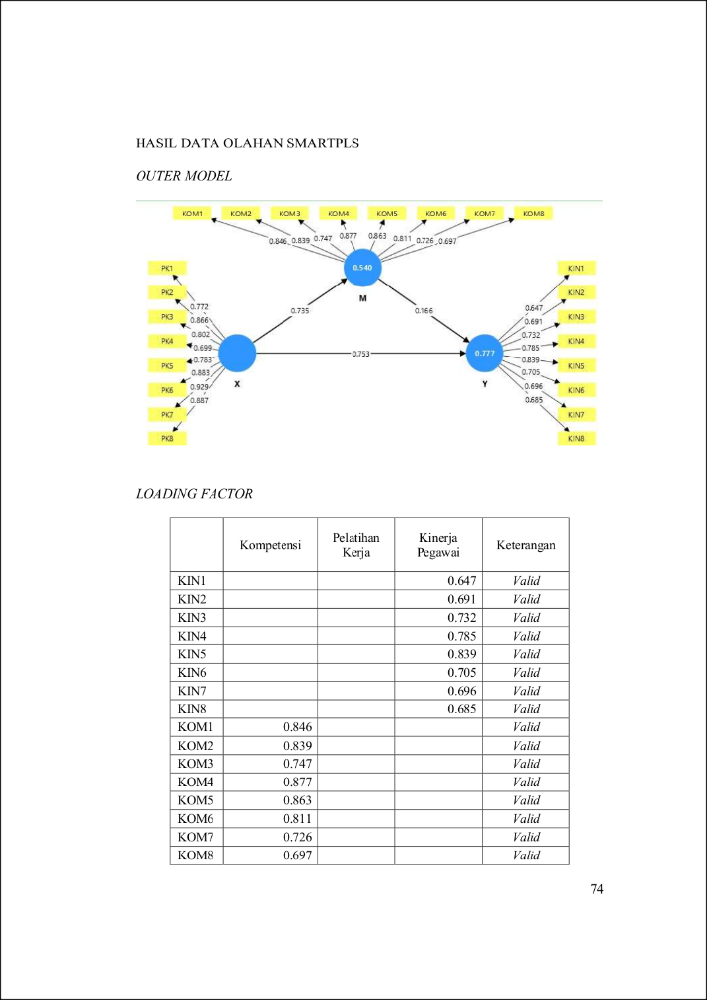 HASIL DATA OLAHAN SMARTPLS
OUTER MODEL
KOM1 KOM2 KOM3 KOM4 KOM5 KOM6 KOM7 KOM8
0.846 0.839 0.747 0.877 0.863 0.811 0.726 0.697
0.540
M
PK1
PK2
PK3
PK4
PK5
PK6
PK7
PK8
0.772
0.866
0.802
0.699
0.783
0.883
0.929
0.887
X
0.735
0.166
0.753
0.777
Y
0.647
0.691
0.732
0.785
0.839
0.705
0.696
0.685
KIN1
KIN2
KIN3
KIN4
KIN5
KIN6
KIN7
KIN8
LOADING FACTOR
Kompetensi Pelatihan Kerja Kinerja Pegawai Keterangan
KIN1 0.647 Valid
KIN2 0.691 Valid
KIN3 0.732 Valid
KIN4 0.785 Valid
KIN5 0.839 Valid
KIN6 0.705 Valid
KIN7 0.696 Valid
KIN8 0.685 Valid
KOM1 0.846 Valid
KOM2 0.839 Valid
KOM3 0.747 Valid
KOM4 0.877 Valid
KOM5 0.863 Valid
KOM6 0.811 Valid
KOM7 0.726 Valid
KOM8 0.697 Valid
74